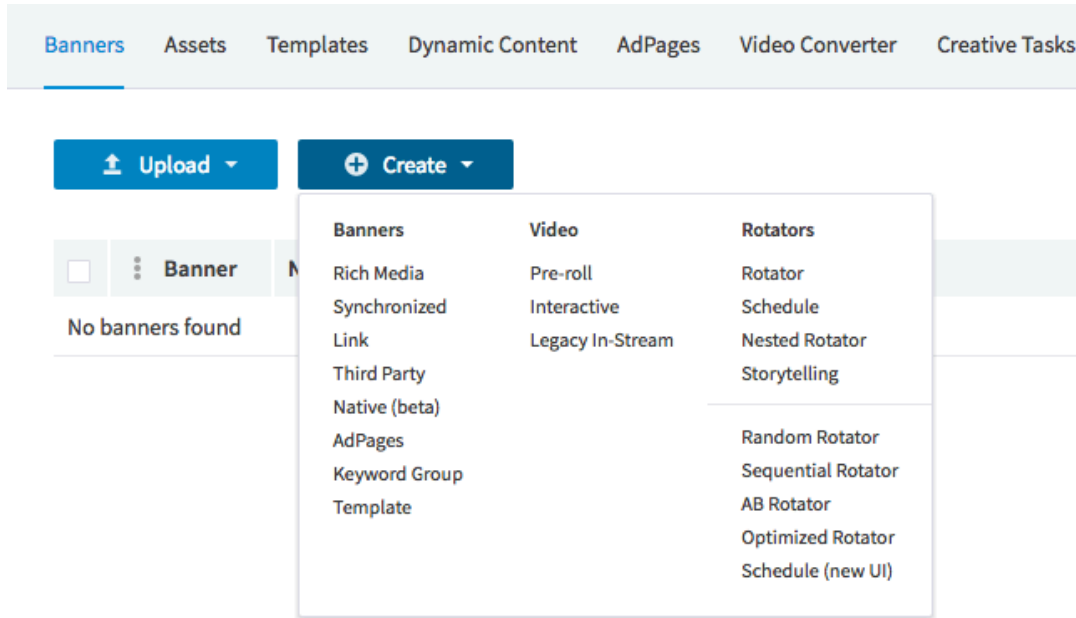 Banners Assets Templates Dynamic Content AdPages Video Converter Creative Tasks
Upload Create
Banner
No banners found
Banners
Rich Media
Synchronized
Link
Third Party
Native (beta)
AdPages
Keyword Group
Template
Video
Pre-roll
Interactive
Legacy In-Stream
Rotators
Rotator
Schedule
Nested Rotator
Storytelling
Random Rotator
Sequential Rotator
AB Rotator
Optimized Rotator
Schedule (new UI)